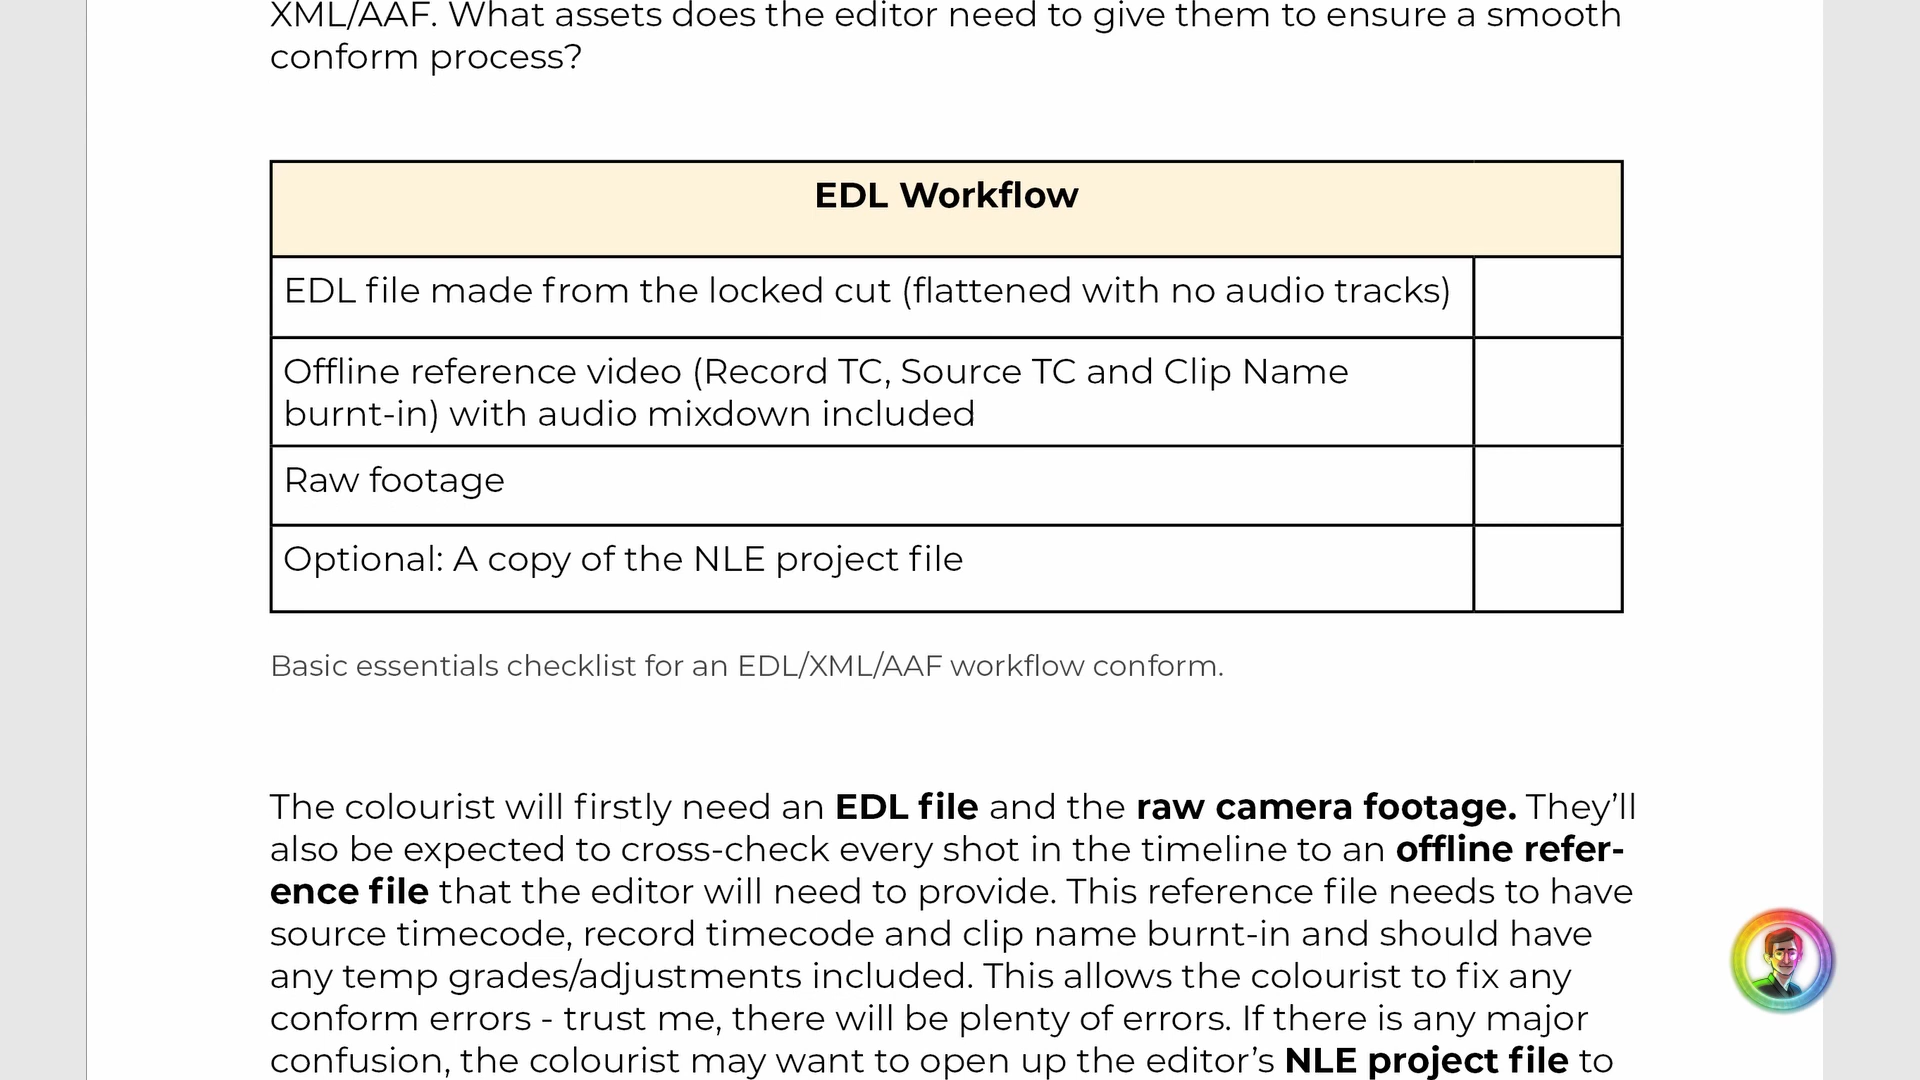 XML/AAF. What assets does the editor need to give them to ensure a smooth
conform process?
EDL Workflow
EDL file made from the locked cut (flattened with no audio tracks)
Offline reference video (Record TC, Source TC and Clip Name
burnt-in) with audio mixdown included
Raw footage
Optional: A copy of the NLE project file
Basic essentials checklist for an EDL/XML/AAF workflow conform.
The colourist will firstly need an EDL file and the raw camera footage. They’ll
also be expected to cross-check every shot in the timeline to an offline refer-
ence file that the editor will need to provide. This reference file needs to have
source timecode, record timecode and clip name burnt-in and should have
any temp grades/adjustments included. This allows the colourist to fix any
conform errors - trust me, there will be plenty of errors. If there is any major
confusion, the colourist may want to open up the editor’s NLE project file to